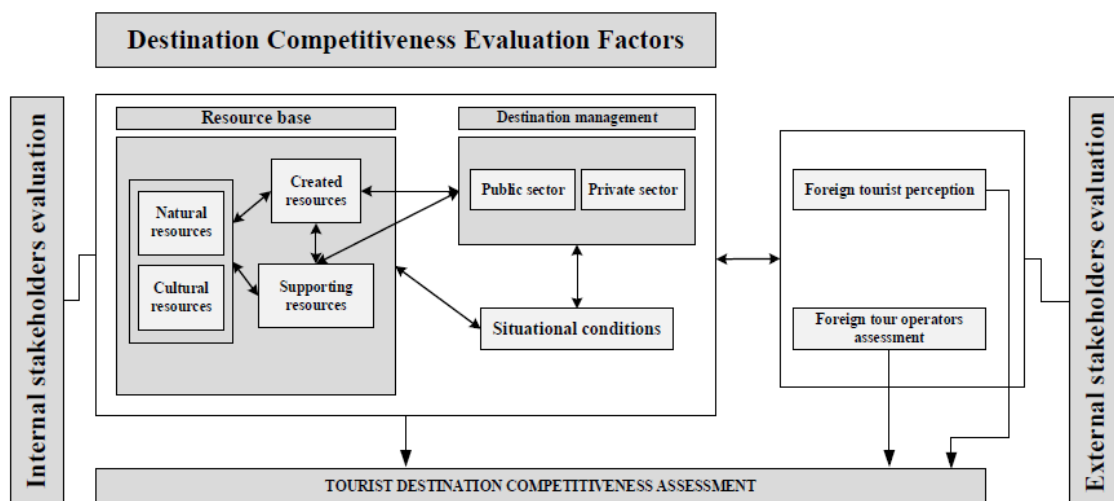 Destination Competitiveness Evaluation Factors
Internal stakeholders evaluation
Resource base
Natural
resources
Cultural
resources
Created
resources
Supporting
resources
Destination management
Public sector
Private sector
Situational conditions
Foreign tourist perception
Foreign tour operators
assessment
External stakeholders evaluation
TOURIST DESTINATION COMPETITIVENESS ASSESSMENT